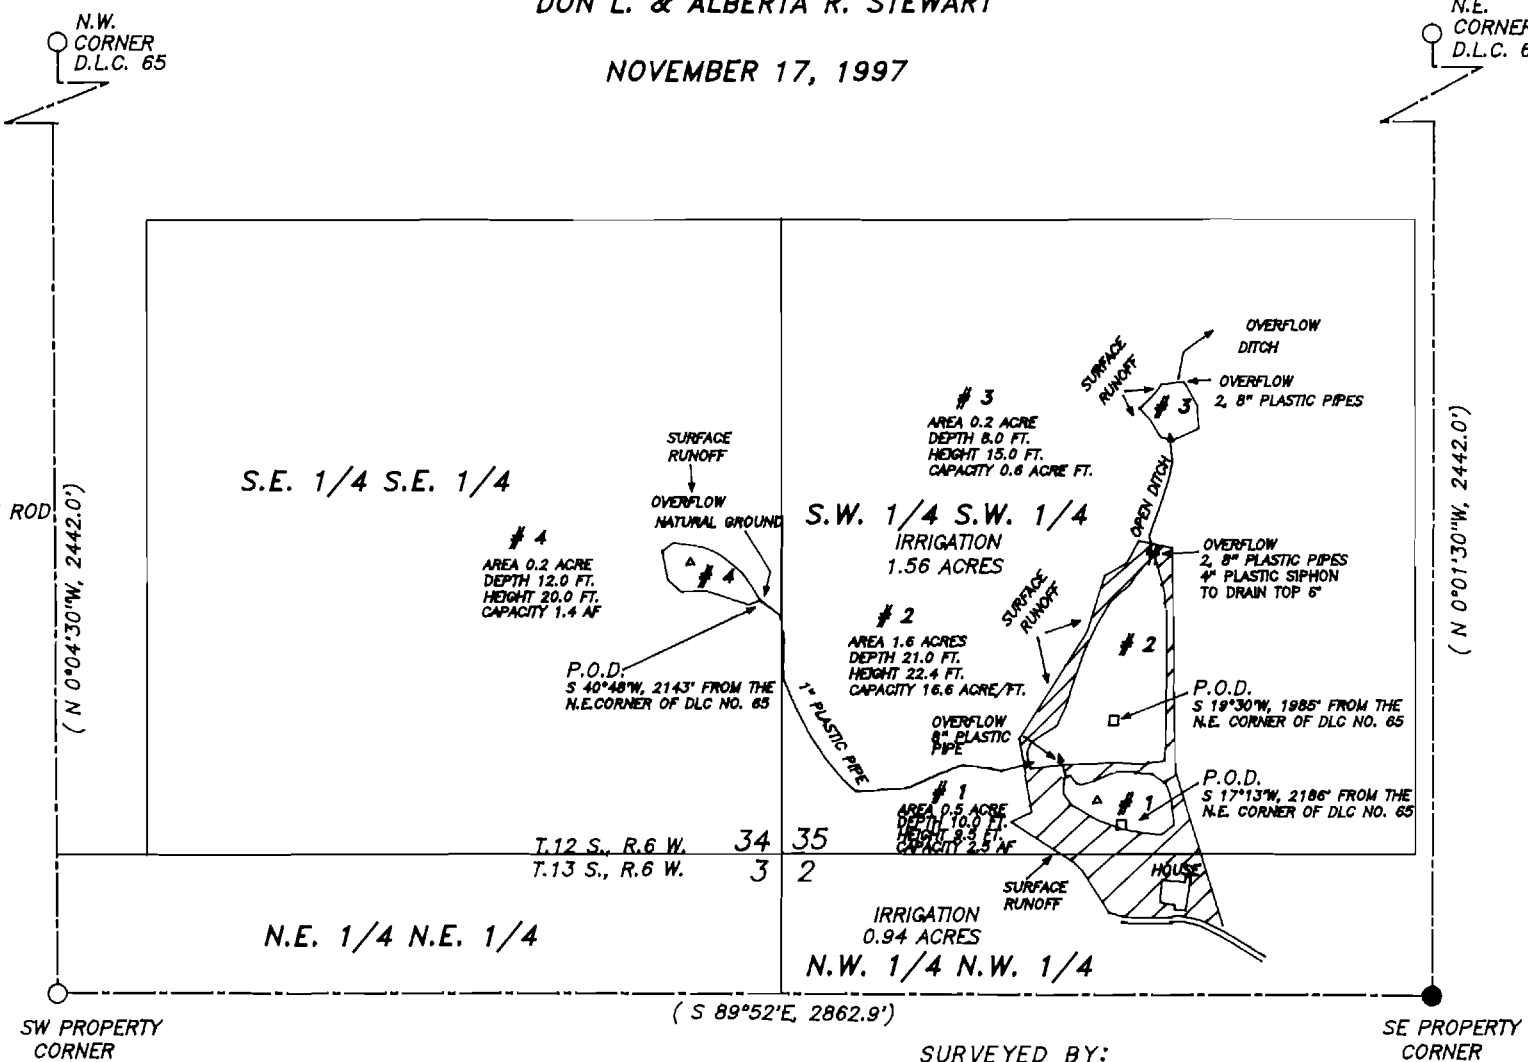 DON L. & ALBERTA R. STEWART
N.W.
CORNER
D.L.C. 65
N.E.
CORNER
D.L.C. 6
NOVEMBER 17, 1997
OVERFLOW
DITCH
SURFACE
RUNOFF
OVERFLOW
2, 8" PLASTIC PIPES
# 3
# 3
AREA 0.2 ACRE
DEPTH 8.0 FT.
HEIGHT 15.0 FT.
CAPACITY 0.6 ACRE FT.
SURFACE
RUNOFF
S.E. 1/4 S.E. 1/4
OVERFLOW
NATURAL GROUND
S.W. 1/4 S.W. 1/4
IRRIGATION
1.56 ACRES
OPEN DITCH
ROD
( N 0°04'30"W, 2442.0')
( N 0°01'30"W, 2442.0')
# 4
AREA 0.2 ACRE
DEPTH 12.0 FT.
HEIGHT 20.0 FT.
CAPACITY 1.4 AF
# 4
OVERFLOW
2, 8" PLASTIC PIPES
4" PLASTIC SIPHON
TO DRAIN TOP 6"
SURFACE
RUNOFF
# 2
AREA 1.6 ACRES
DEPTH 21.0 FT.
HEIGHT 22.4 FT.
CAPACITY 16.6 ACRE/FT.
# 2
P.O.D.
S 40°48'W, 2143' FROM THE
N.E.CORNER OF DLC NO. 65
1" PLASTIC PIPE
P.O.D.
S 19°30'W, 1985' FROM THE
N.E. CORNER OF DLC NO. 65
OVERFLOW
8" PLASTIC
PIPE
# 1
AREA 0.5 ACRE
DEPTH 10.0 FT.
HEIGHT 9.5 FT.
CAPACITY 2.5 AF
# 1
P.O.D.
S 17°13'W, 2186' FROM THE
N.E. CORNER OF DLC NO. 65
T.12 S., R.6 W. 34 35
T.13 S., R.6 W. 3 2
HOUSE
SURFACE
RUNOFF
IRRIGATION
0.94 ACRES
N.E. 1/4 N.E. 1/4
N.W. 1/4 N.W. 1/4
( S 89°52'E, 2862.9')
SW PROPERTY
CORNER
SE PROPERTY
CORNER
SURVEYED BY: